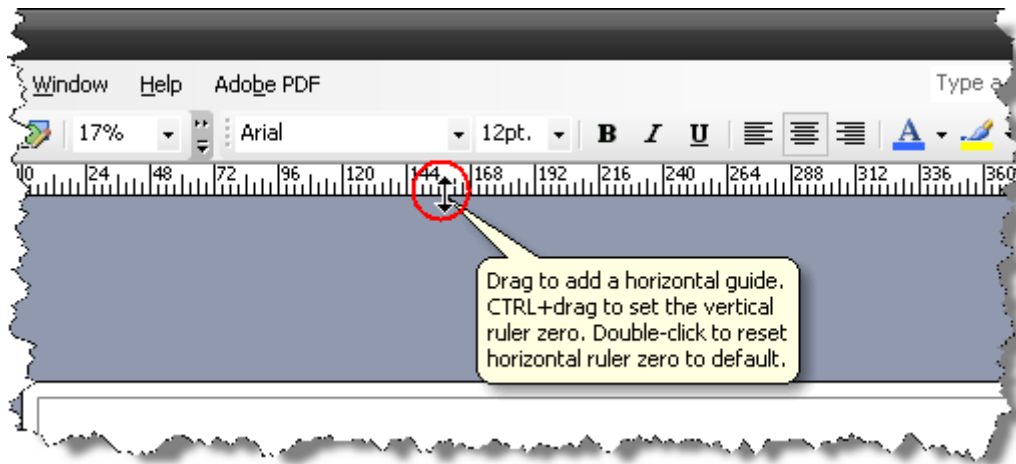 Window Help Adobe PDF Type a
17% Arial 12pt. B I U A
0 24 48 72 96 120 144 168 192 216 240 264 288 312 336 360
Drag to add a horizontal guide.
CTRL+drag to set the vertical
ruler zero. Double-click to reset
horizontal ruler zero to default.